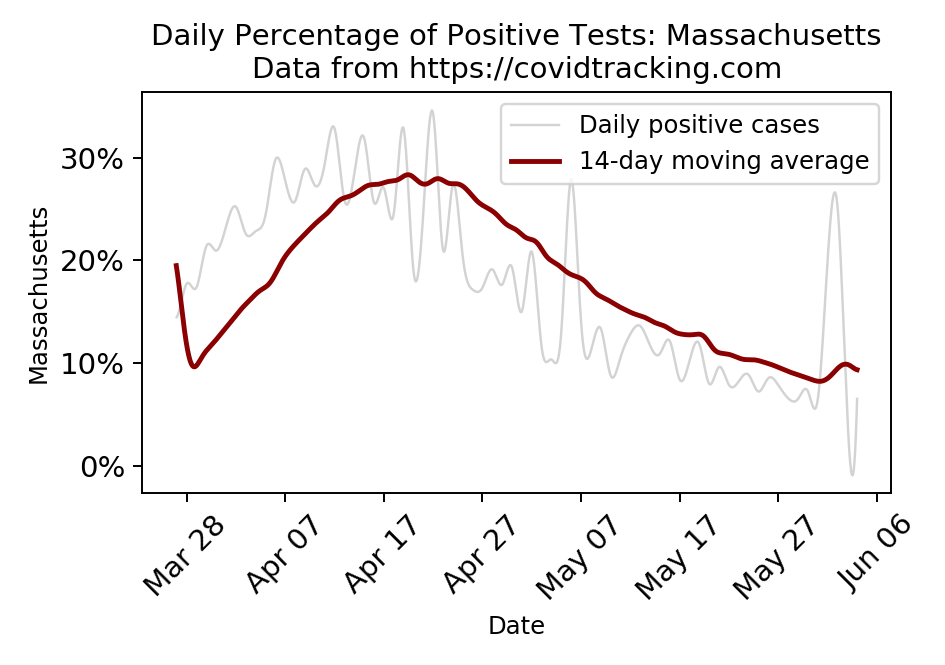 Daily Percentage of Positive Tests: Massachusetts
Data from https://covidtracking.com
Daily positive cases
14-day moving average
30%
20%
10%
0%
Massachusetts
Mar 28
Apr 07
Apr 17
Apr 27
May 07
May 17
May 27
Jun 06
Date